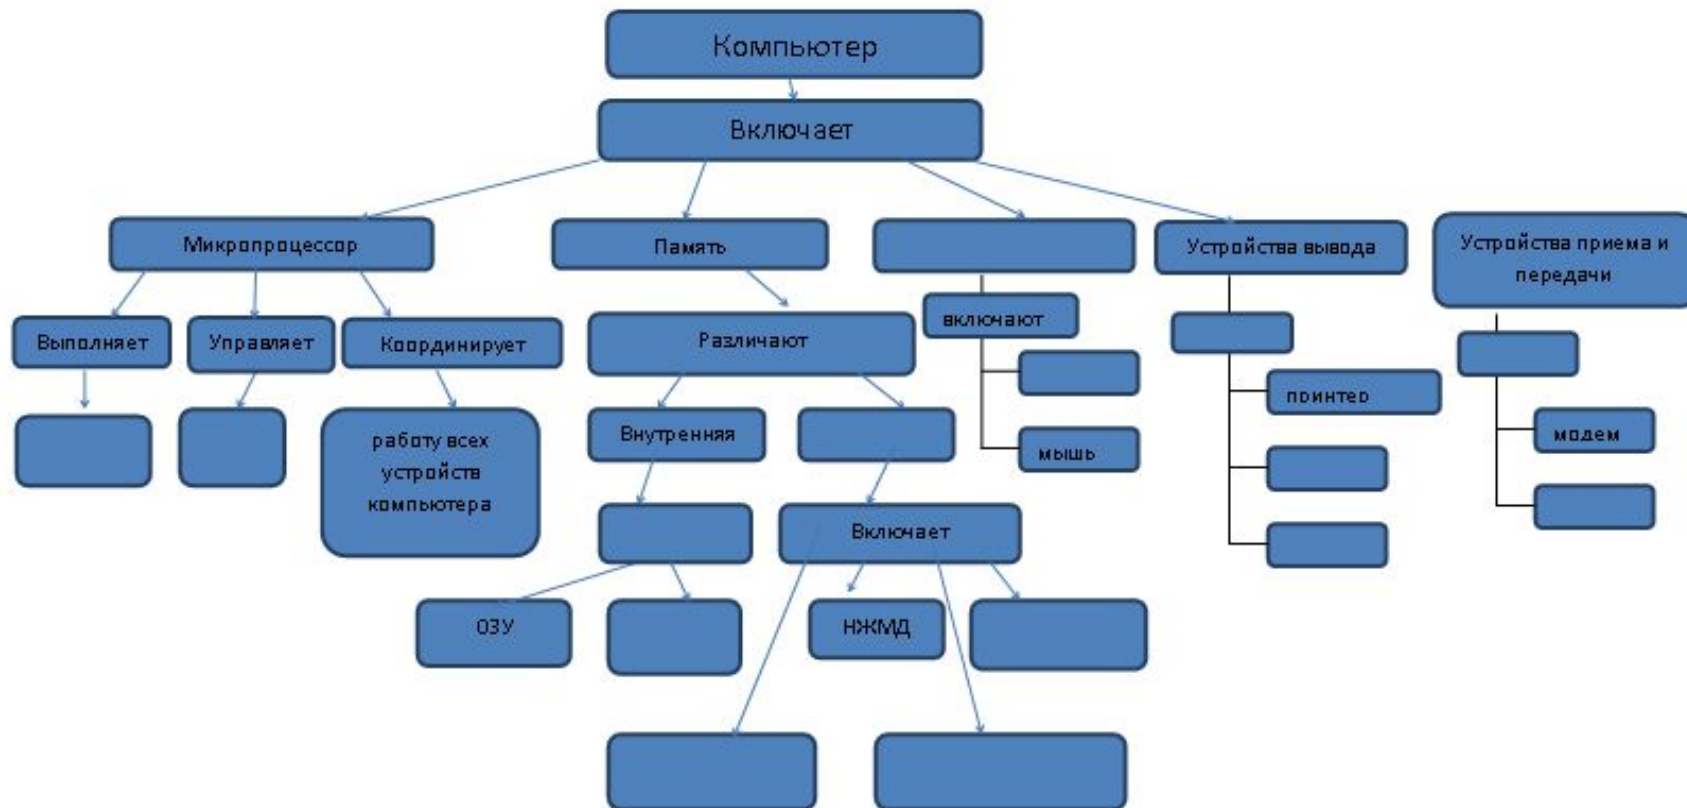 Компьютер
Включает
Микропроцессор
Память
Устройства вывода
Устройства приема и
передачи
включают
Выполняет
Управляет
Координирует
Различают
принтер
Внутренняя
модем
работу всех
устройств
компьютера
мышь
Включает
ОЗУ
НЖМД